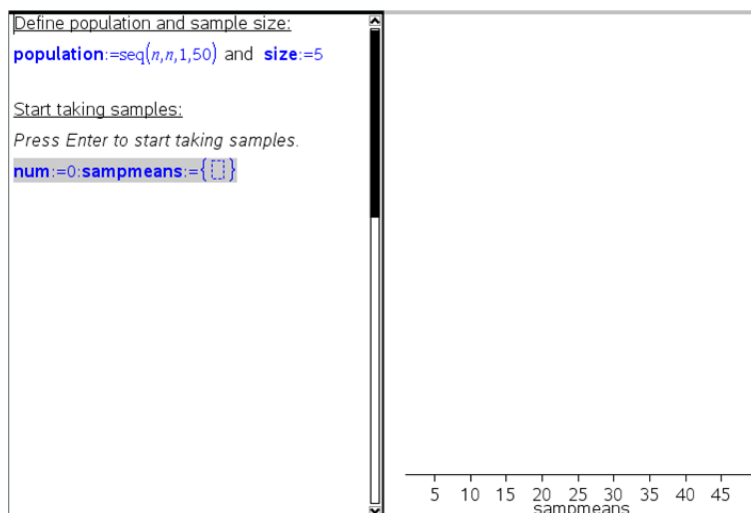 Define population and sample size:
population:=seq(n,n,1,50) and size:=5
Start taking samples:
Press Enter to start taking samples.
num:=0:sampmeans:={}
5 10 15 20 25 30 35 40 45
sampmeans